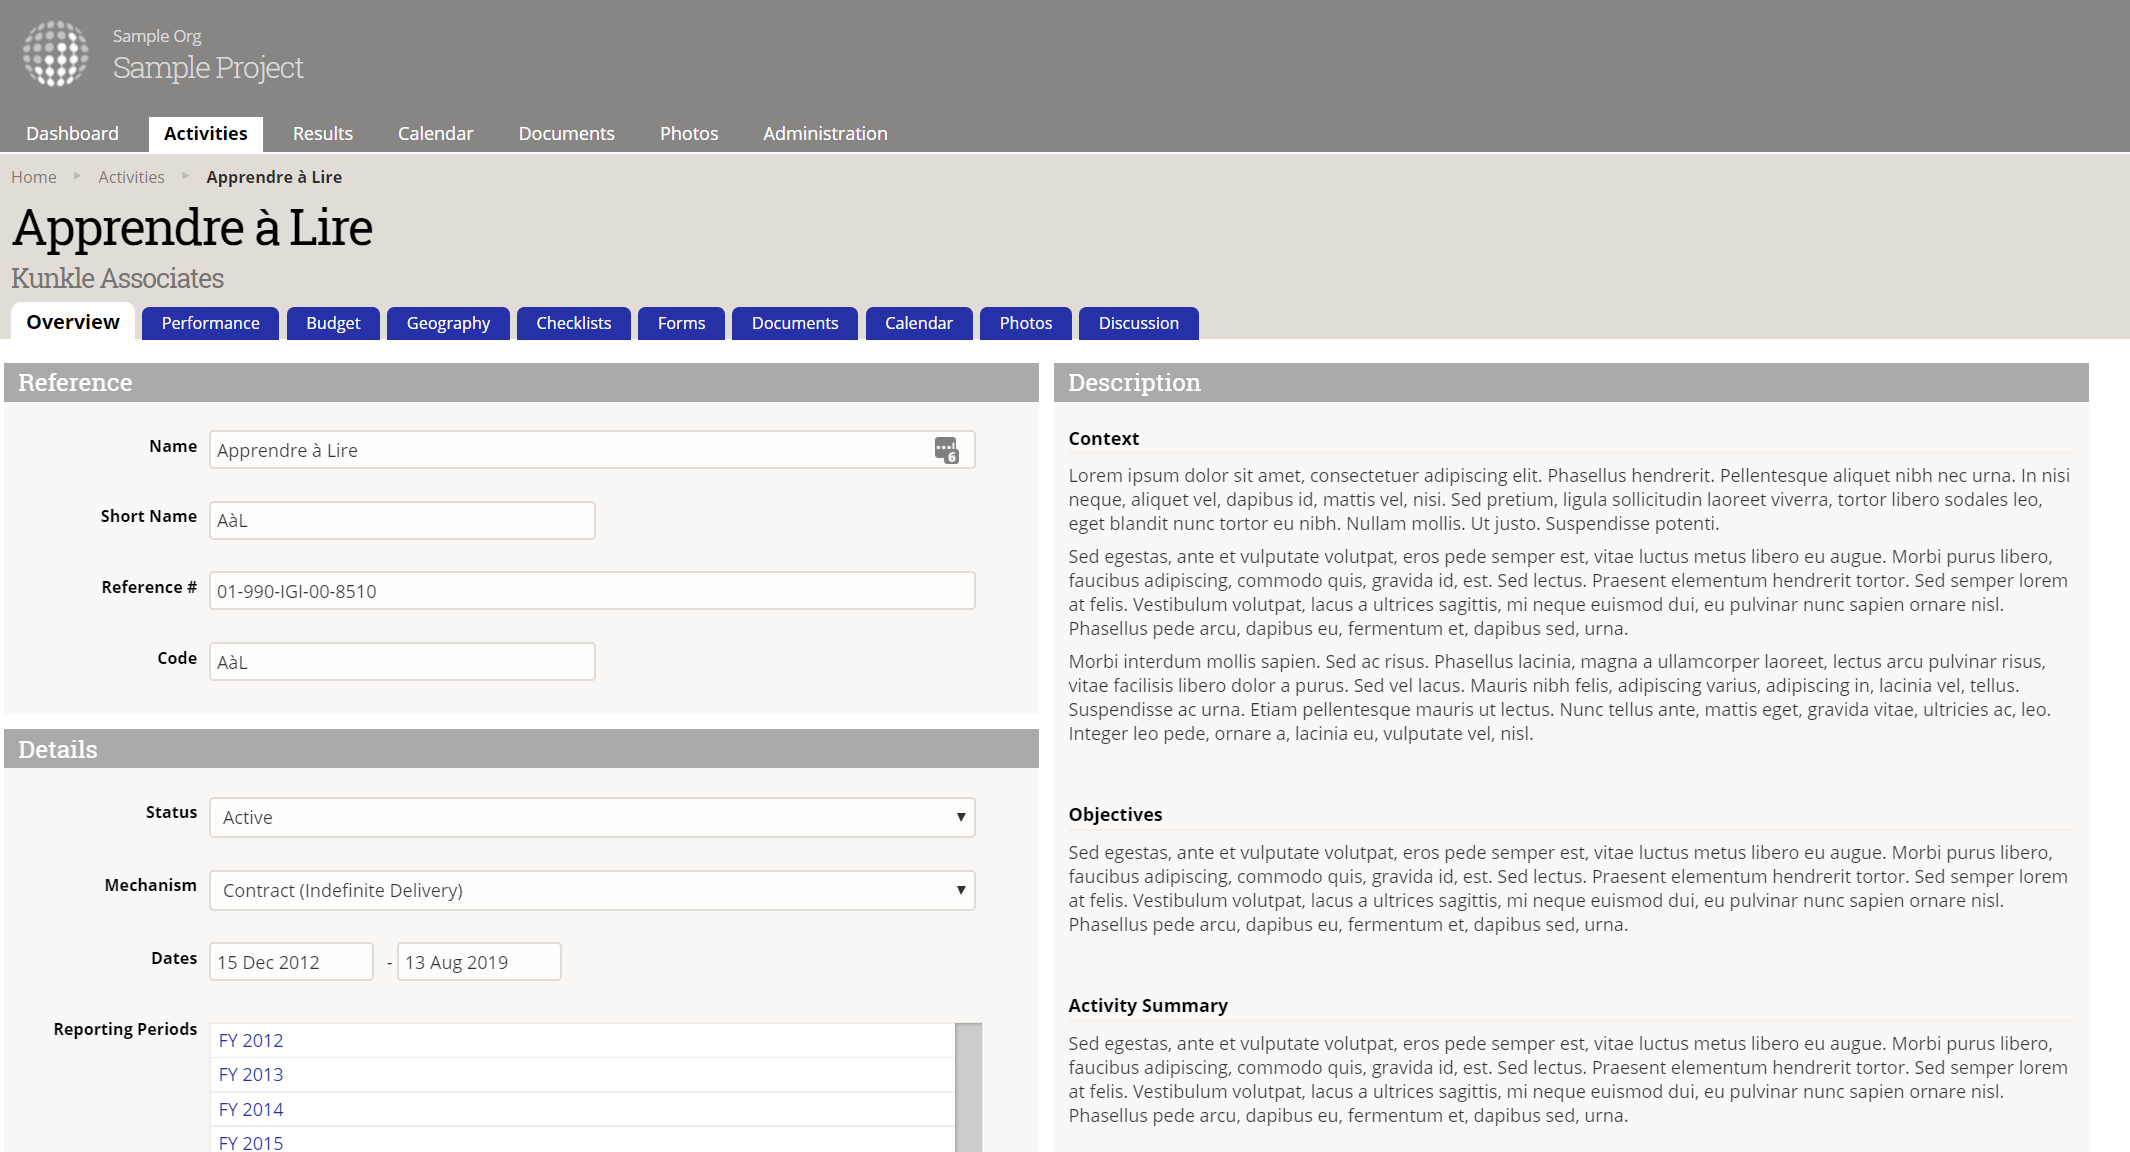 Sample Org
Sample Project
Dashboard Activities Results Calendar Documents Photos Administration
Home Activities Apprendre à Lire
Apprendre à Lire
Kunkle Associates
Overview Performance Budget Geography Checklists Forms Documents Calendar Photos Discussion
Reference
Name Apprendre à Lire 6
Short Name AàL
Reference # 01-990-IGI-00-8510
Code AàL
Details
Status Active
Mechanism Contract (Indefinite Delivery)
Dates 15 Dec 2012 - 13 Aug 2019
Reporting Periods FY 2012
FY 2013
FY 2014
FY 2015
Description
Context
Lorem ipsum dolor sit amet, consectetuer adipiscing elit. Phasellus hendrerit. Pellentesque aliquet nibh nec urna. In nisi
neque, aliquet vel, dapibus id, mattis vel, nisi. Sed pretium, ligula sollicitudin laoreet viverra, tortor libero sodales leo,
eget blandit nunc tortor eu nibh. Nullam mollis. Ut justo. Suspendisse potenti.
Sed egestas, ante et vulputate volutpat, eros pede semper est, vitae luctus metus libero eu augue. Morbi purus libero,
faucibus adipiscing, commodo quis, gravida id, est. Sed lectus. Praesent elementum hendrerit tortor. Sed semper lorem
at felis. Vestibulum volutpat, lacus a ultrices sagittis, mi neque euismod dui, eu pulvinar nunc sapien ornare nisl.
Phasellus pede arcu, dapibus eu, fermentum et, dapibus sed, urna.
Morbi interdum mollis sapien. Sed ac risus. Phasellus lacinia, magna a ullamcorper laoreet, lectus arcu pulvinar risus,
vitae facilisis libero dolor a purus. Sed vel lacus. Mauris nibh felis, adipiscing varius, adipiscing in, lacinia vel, tellus.
Suspendisse ac urna. Etiam pellentesque mauris ut lectus. Nunc tellus ante, mattis eget, gravida vitae, ultricies ac, leo.
Integer leo pede, ornare a, lacinia eu, vulputate vel, nisl.
Objectives
Sed egestas, ante et vulputate volutpat, eros pede semper est, vitae luctus metus libero eu augue. Morbi purus libero,
faucibus adipiscing, commodo quis, gravida id, est. Sed lectus. Praesent elementum hendrerit tortor. Sed semper lorem
at felis. Vestibulum volutpat, lacus a ultrices sagittis, mi neque euismod dui, eu pulvinar nunc sapien ornare nisl.
Phasellus pede arcu, dapibus eu, fermentum et, dapibus sed, urna.
Activity Summary
Sed egestas, ante et vulputate volutpat, eros pede semper est, vitae luctus metus libero eu augue. Morbi purus libero,
faucibus adipiscing, commodo quis, gravida id, est. Sed lectus. Praesent elementum hendrerit tortor. Sed semper lorem
at felis. Vestibulum volutpat, lacus a ultrices sagittis, mi neque euismod dui, eu pulvinar nunc sapien ornare nisl.
Phasellus pede arcu, dapibus eu, fermentum et, dapibus sed, urna.